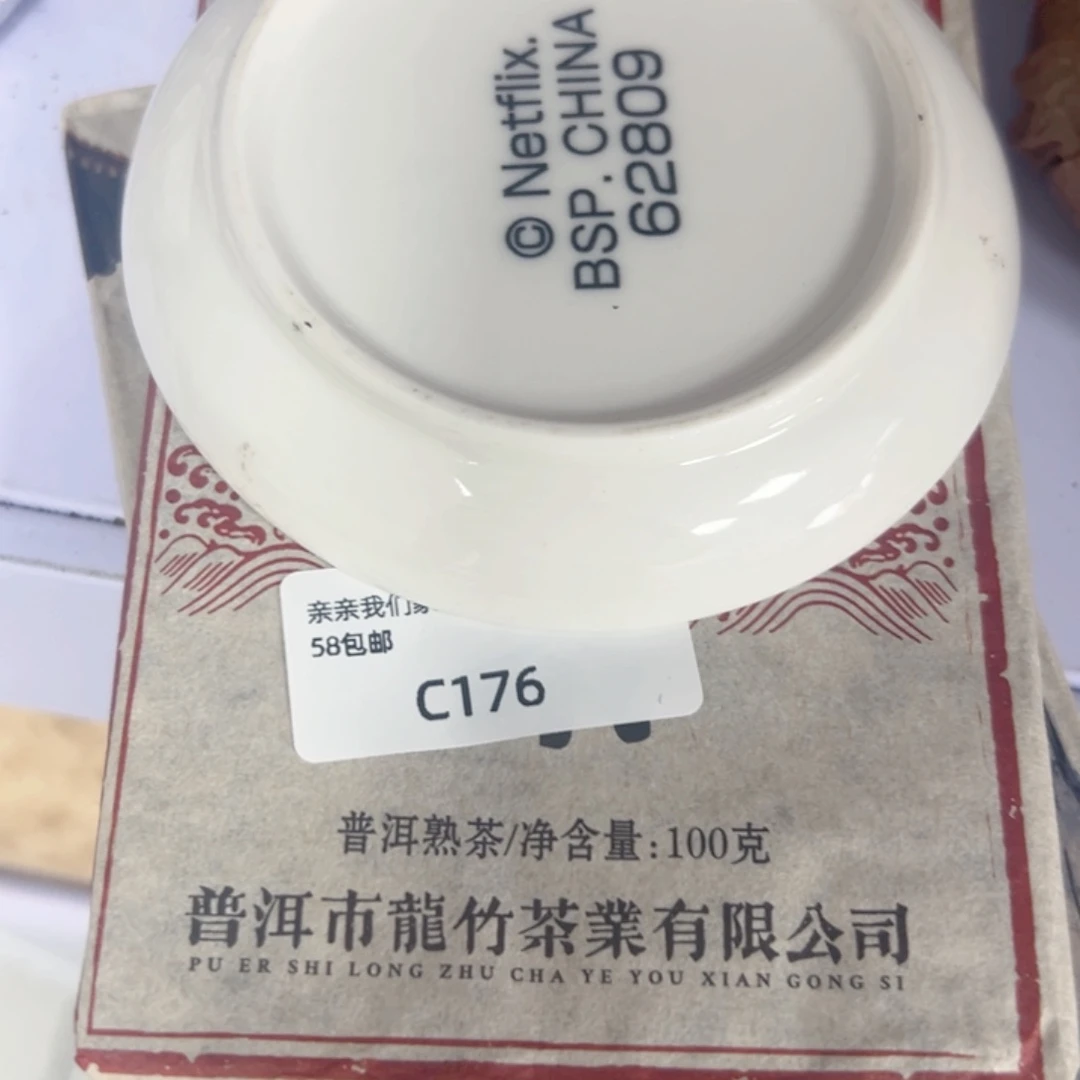 © Netflix.
BSP. CHINA
62809
亲亲我们
58包邮
C176
普洱熟茶/净含量:100克
普洱市龍竹茶業有限公司
PU ER SHI LONG ZHU CHA YE YOU XIAN GONG SI